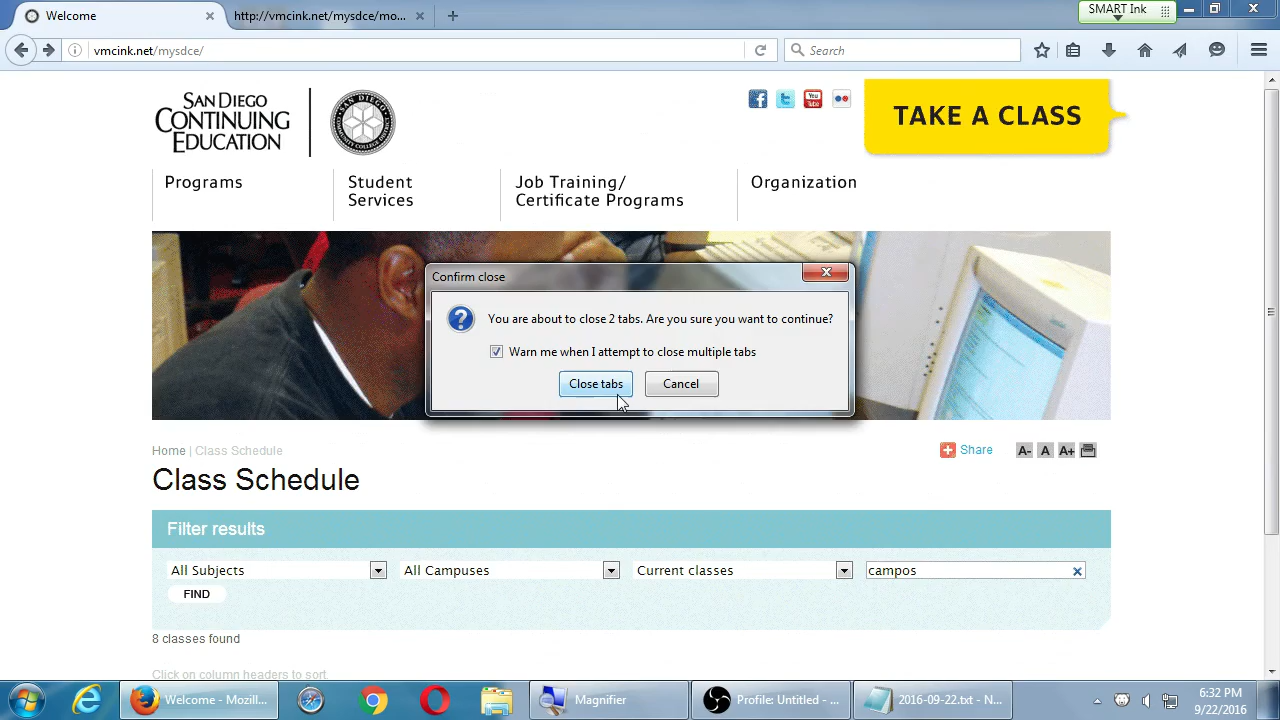 SMART Ink
Welcome
http://vmcink.net/mysdce/mo...
vmcink.net/mysdce/
Search
SAN DIEGO
CONTINUING
EDUCATION
TAKE A CLASS
Programs
Student
Services
Job Training/
Certificate Programs
Organization
Confirm close
You are about to close 2 tabs. Are you sure you want to continue?
Warn me when I attempt to close multiple tabs
Close tabs
Cancel
Home | Class Schedule
Share
A- A A+
Class Schedule
Filter results
All Subjects
All Campuses
Current classes
campos
FIND
8 classes found
Click on column headers to sort.
Welcome - Mozill...
Magnifier
Profile: Untitled - ...
2016-09-22.txt - N...
6:32 PM
9/22/2016